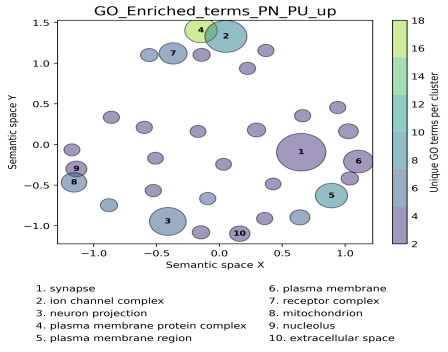 GO_Enriched_terms_PN_PU_up
1.5
1.0
0.5
0.0
−0.5
−1.0
Semantic space Y
−1.0
−0.5
0.0
0.5
1.0
Semantic space X
4
2
7
1
6
9
8
5
3
10
18
16
14
12
10
8
6
4
2
Unique GO terms per cluster
1. synapse
2. ion channel complex
3. neuron projection
4. plasma membrane protein complex
5. plasma membrane region
6. plasma membrane
7. receptor complex
8. mitochondrion
9. nucleolus
10. extracellular space